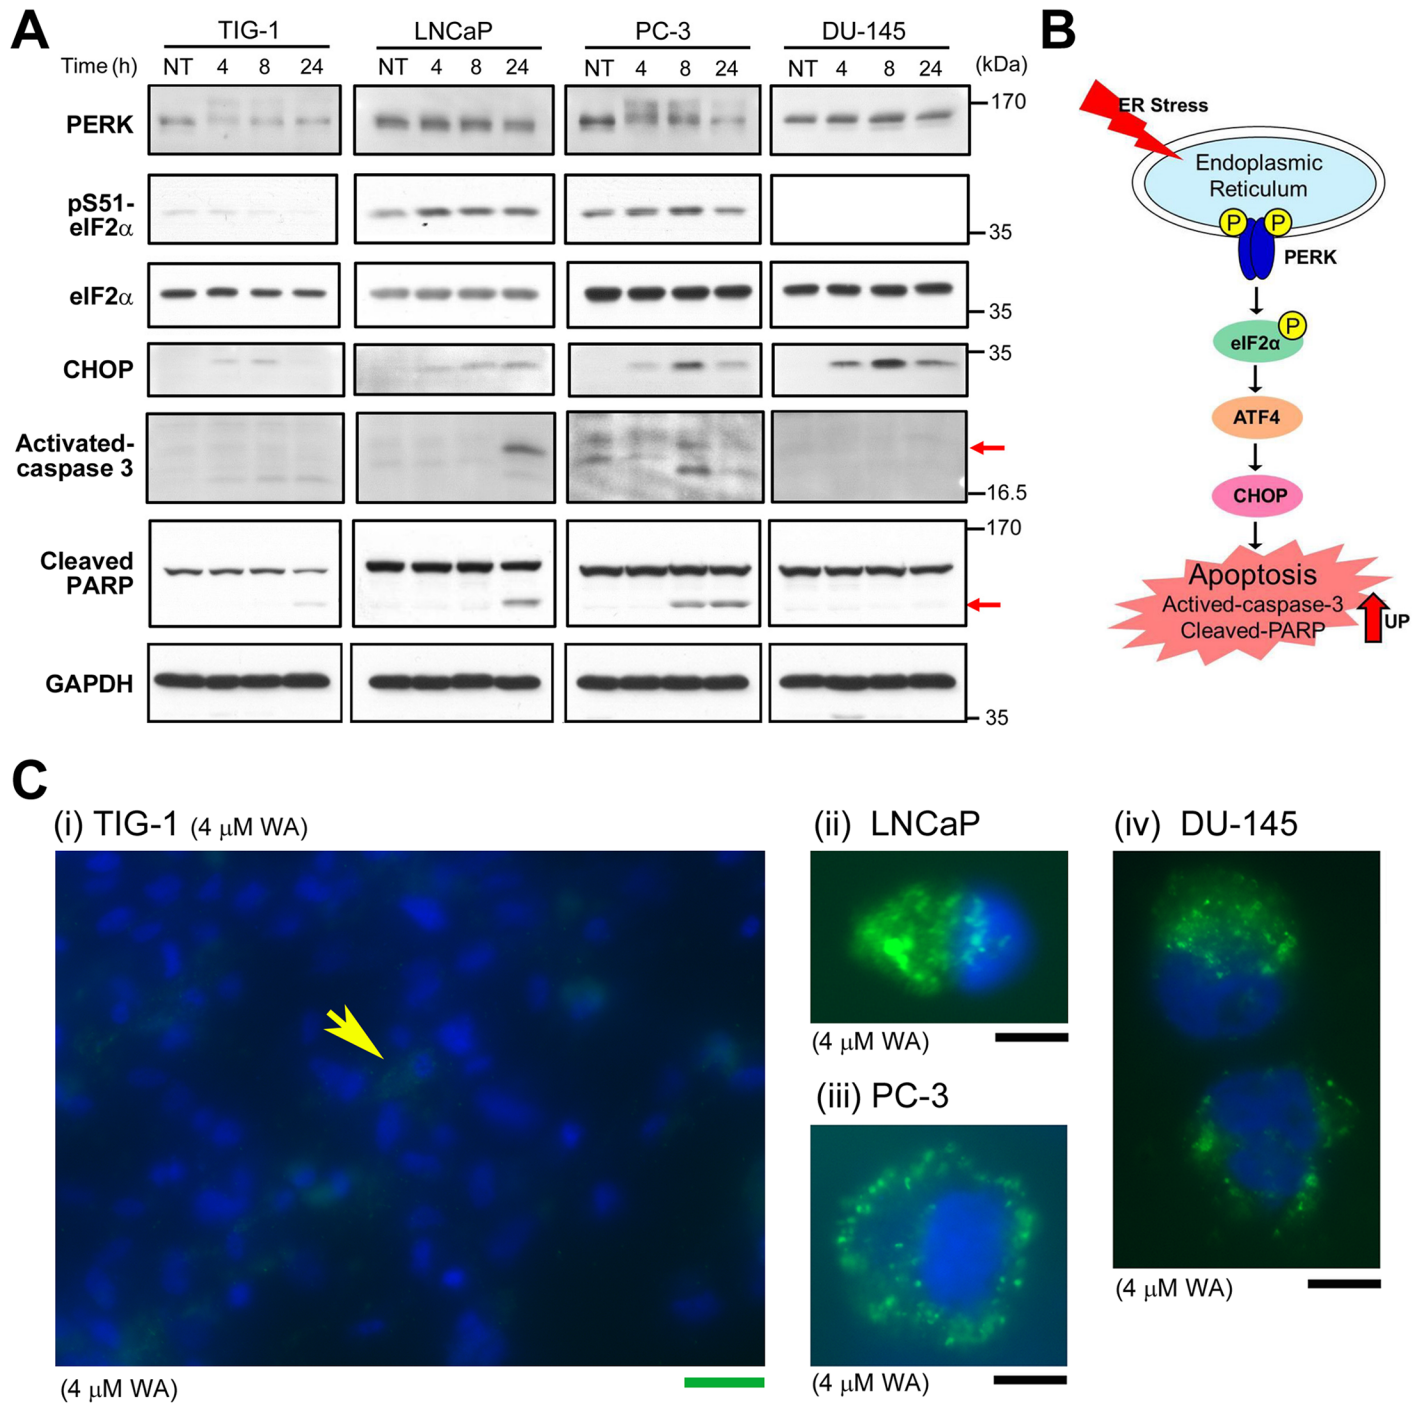 A
TIG-1 LNCaP PC-3 DU-145
Time (h) NT 4 8 24 NT 4 8 24 NT 4 8 24 NT 4 8 24 (kDa)
PERK
170
pS51-
eIF2α
35
eIF2α
35
CHOP
35
Activated-
caspase 3
16.5
170
Cleaved
PARP
GAPDH
35
B
ER Stress
Endoplasmic
Reticulum
P P
PERK
P
eIF2α
ATF4
CHOP
Apoptosis
Actived-caspase-3
Cleaved-PARP
UP
C
(i) TIG-1 (4 μM WA)
(4 μM WA)
(ii) LNCaP
(4 μM WA)
(iii) PC-3
(4 μM WA)
(iv) DU-145
(4 μM WA)